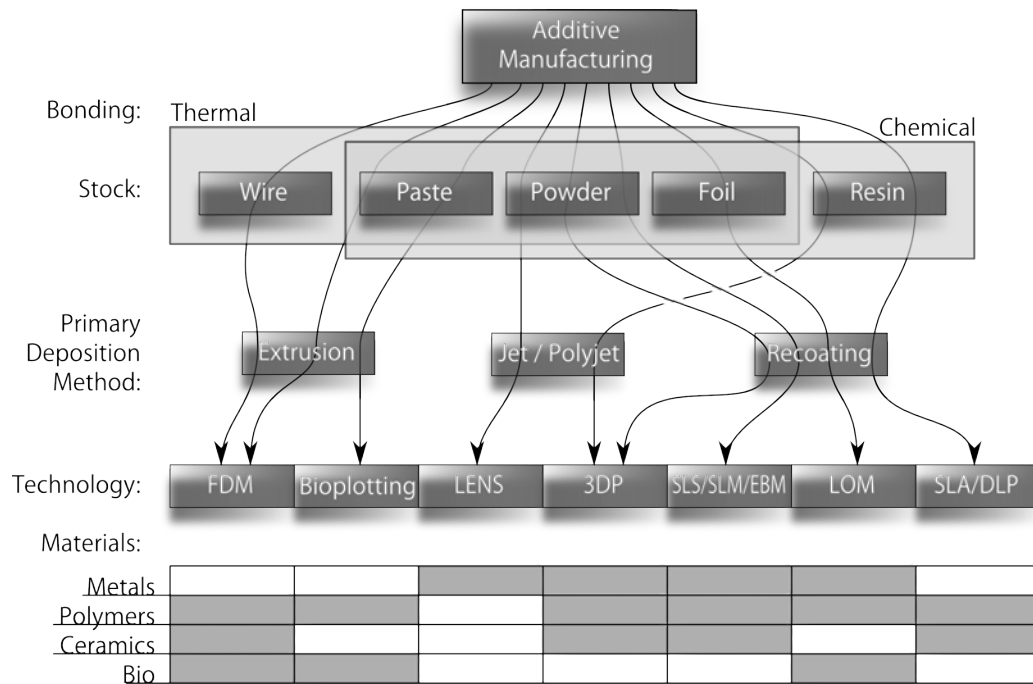 Additive
Manufacturing
Bonding:
Thermal
Chemical
Stock:
Wire
Paste
Powder
Foil
Resin
Primary
Deposition
Method:
Extrusion
Jet / Polyjet
Recoating
Technology:
FDM
Bioplotting
LENS
3DP
SLS/SLM/EBM
LOM
SLA/DLP
Materials:
Metals
Polymers
Ceramics
Bio